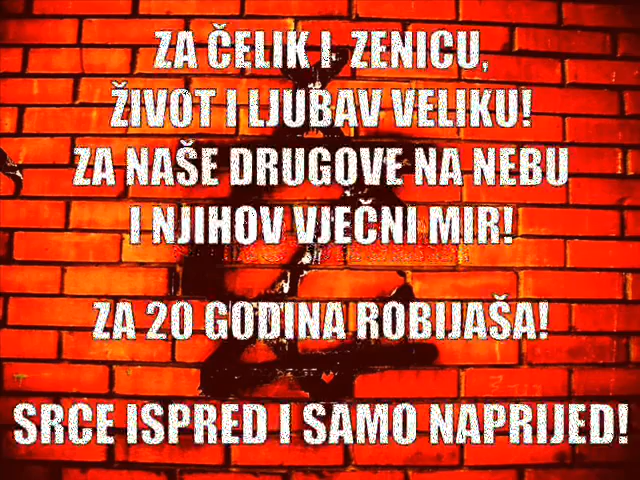 ZA ČELIK I ZENICU,
ŽIVOT I LJUBAV VELIKU!
ZA NAŠE DRUGOVE NA NEBU
I NJIHOV VJEČNI MIR!
ZA 20 GODINA ROBIJAŠA!
SRCE ISPRED I SAMO NAPRIJED!